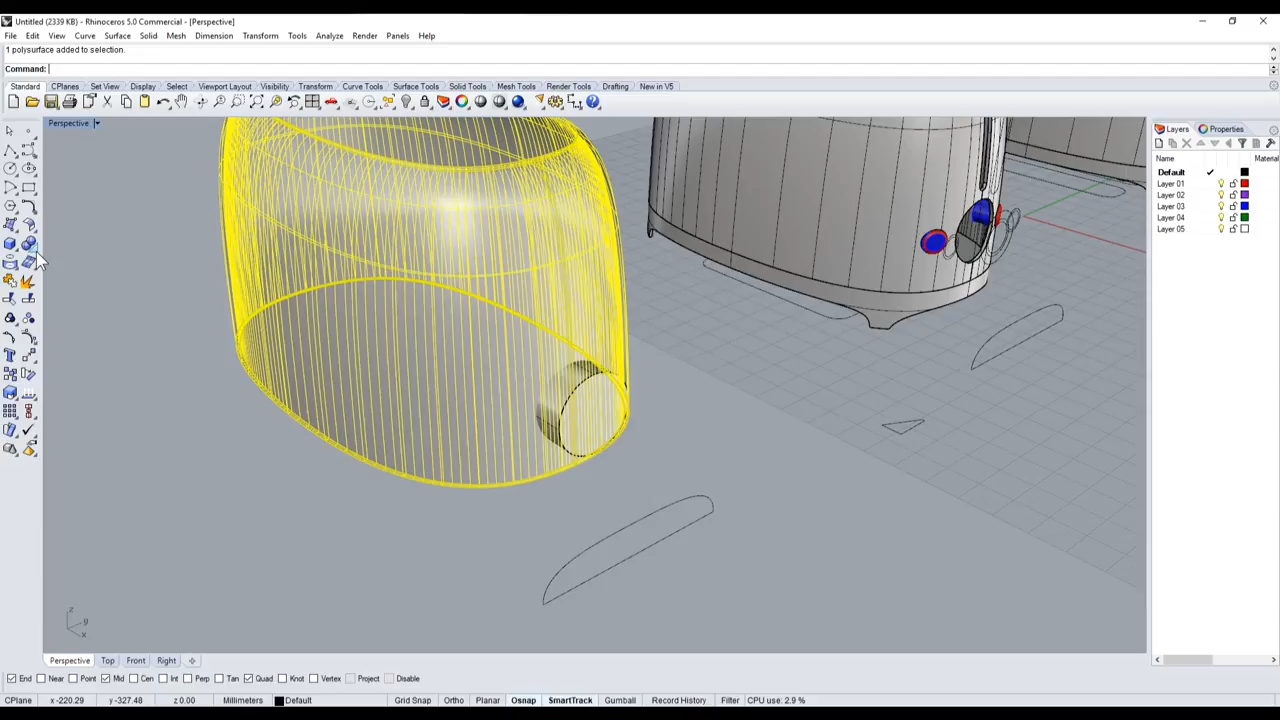 Untitled (2339 KB) - Rhinoceros 5.0 Commercial - [Perspective]
File Edit View Curve Surface Solid Mesh Dimension Transform Tools Analyze Render Panels Help
1 polysurface added to selection.
Command:
Standard CPlanes Set View Display Select Viewport Layout Visibility Transform Curve Tools Surface Tools Solid Tools Mesh Tools Render Tools Drafting New in V5
Perspective
Layers Properties
Name Material
Default
Layer 01
Layer 02
Layer 03
Layer 04
Layer 05
z
y
x
Perspective Top Front Right
End Near Point Mid Cen Int Perp Tan Quad Knot Vertex Project Disable
CPlane x -220.29 y -327.48 z 0.00 Millimeters Default Grid Snap Ortho Planar Osnap SmartTrack Gumball Record History Filter CPU use: 2.9 %